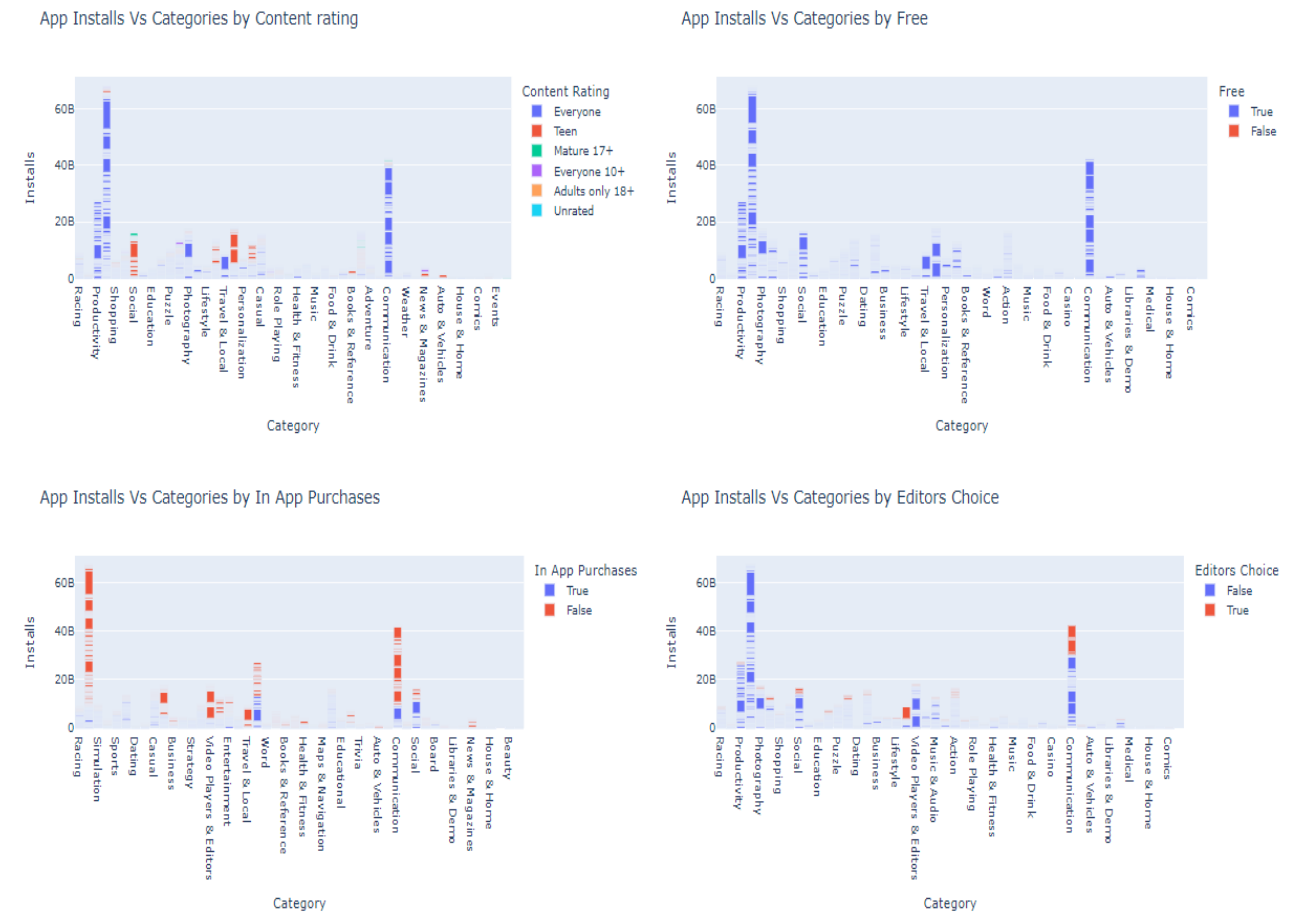 App Installs Vs Categories by Content rating
Installs
60B
40B
20B
0
Racing
Productivity
Shopping
Social
Education
Puzzle
Photography
Lifestyle
Travel & Local
Personalization
Casual
Role Playing
Health & Fitness
Music
Food & Drink
Books & Reference
Adventure
Communication
Weather
News & Magazines
Auto & Vehicles
House & Home
Comics
Events
Category
Content Rating
Everyone
Teen
Mature 17+
Everyone 10+
Adults only 18+
Unrated
App Installs Vs Categories by Free
Installs
60B
40B
20B
0
Racing
Productivity
Photography
Shopping
Social
Education
Puzzle
Dating
Business
Lifestyle
Travel & Local
Personalization
Books & Reference
Word
Action
Music
Food & Drink
Casino
Communication
Auto & Vehicles
Libraries & Demo
Medical
House & Home
Comics
Category
Free
True
False
App Installs Vs Categories by In App Purchases
Installs
60B
40B
20B
0
Racing
Simulation
Sports
Dating
Casual
Business
Strategy
Video Players & Editors
Entertainment
Travel & Local
Word
Books & Reference
Health & Fitness
Maps & Navigation
Educational
Trivia
Auto & Vehicles
Communication
Social
Board
Libraries & Demo
News & Magazines
House & Home
Beauty
Category
In App Purchases
True
False
App Installs Vs Categories by Editors Choice
Installs
60B
40B
20B
0
Racing
Productivity
Photography
Shopping
Social
Education
Puzzle
Dating
Business
Lifestyle
Video Players & Editors
Music & Audio
Action
Role Playing
Health & Fitness
Music
Food & Drink
Casino
Communication
Auto & Vehicles
Libraries & Demo
Medical
House & Home
Comics
Category
Editors Choice
False
True